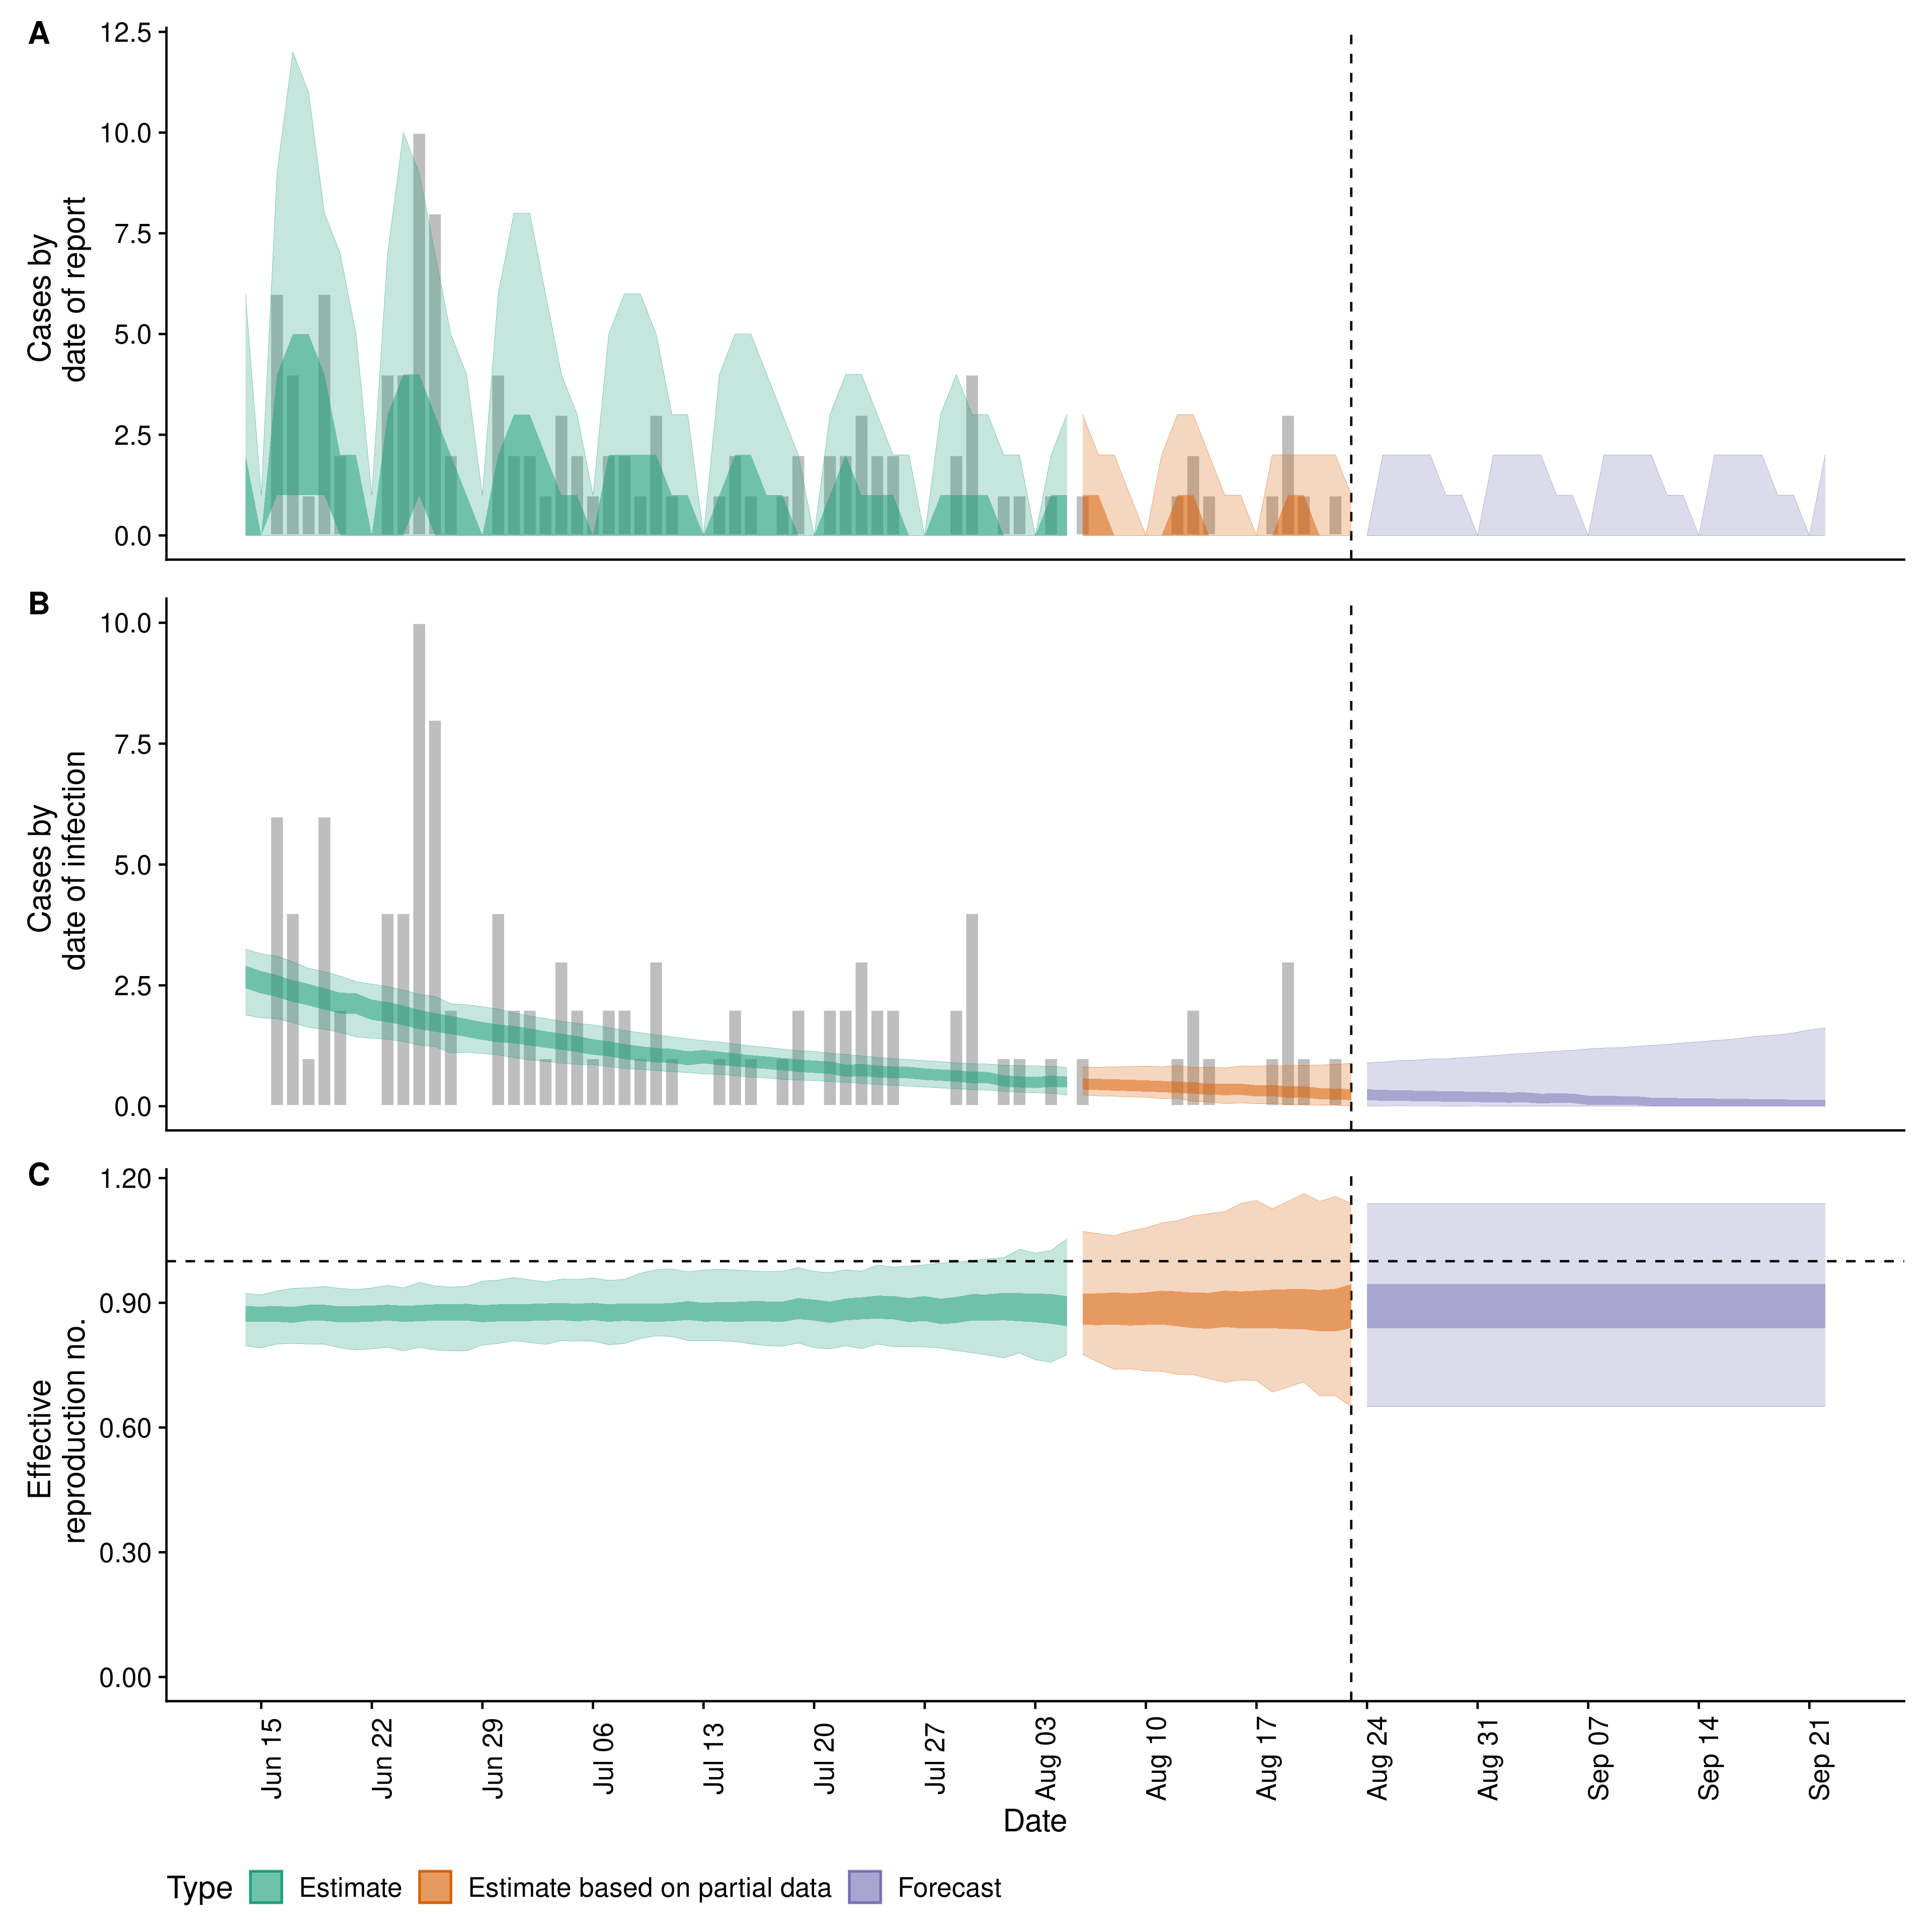 A
12.5
10.0
7.5
5.0
2.5
0.0
Cases by
date of report
B
10.0
7.5
5.0
2.5
0.0
Cases by
date of infection
C
1.20
0.90
0.60
0.30
0.00
Effective
reproduction no.
Jun 15
Jun 22
Jun 29
Jul 06
Jul 13
Jul 20
Jul 27
Aug 03
Aug 10
Aug 17
Aug 24
Aug 31
Sep 07
Sep 14
Sep 21
Date
Type Estimate Estimate based on partial data Forecast